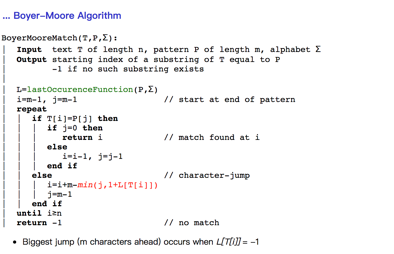 ... Boyer–Moore Algorithm
BoyerMooreMatch(T,P,Σ):
| Input text T of length n, pattern P of length m, alphabet Σ
| Output starting index of a substring of T equal to P
| -1 if no such substring exists
|
| L=lastOccurenceFunction(P,Σ)
| i=m-1, j=m-1 // start at end of pattern
| repeat
| | if T[i]=P[j] then
| | | if j=0 then
| | | return i // match found at i
| | | else
| | | i=i-1, j=j-1
| | | end if
| | else // character-jump
| | | i=i+m-min(j,1+L[T[i]])
| | | j=m-1
| | end if
| until i≥n
| return -1 // no match
• Biggest jump (m characters ahead) occurs when L[T[i]] = -1